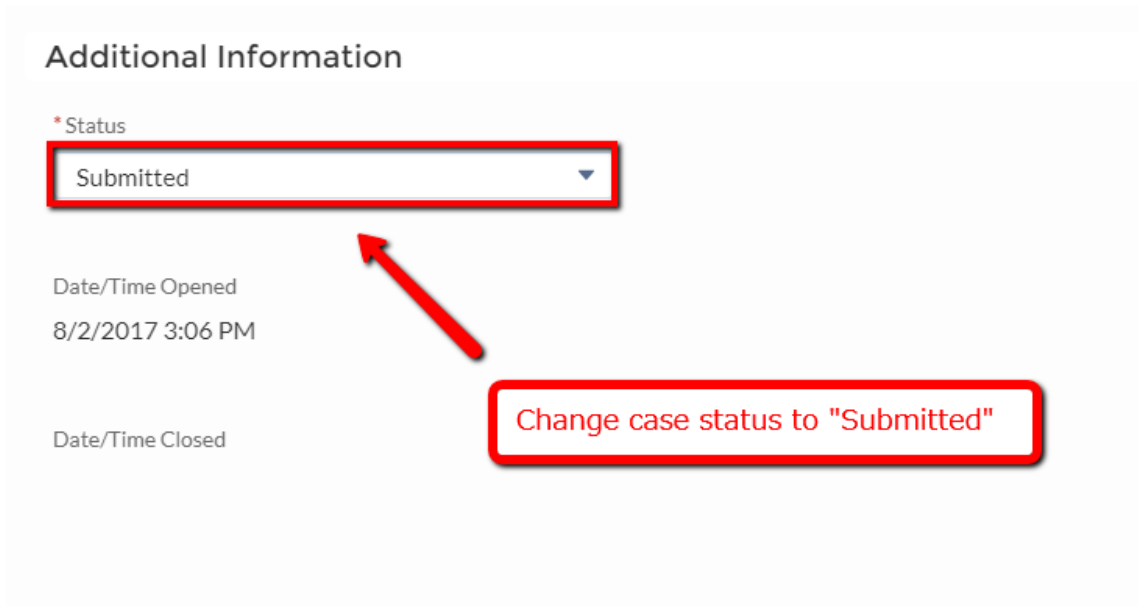 Additional Information
*Status
Submitted
Date/Time Opened
8/2/2017 3:06 PM
Change case status to "Submitted"
Date/Time Closed